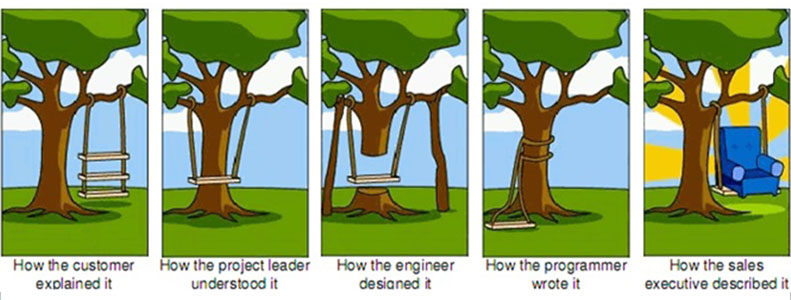 How the customer
explained it
How the project leader
understood it
How the engineer
designed it
How the programmer
wrote it
How the sales
executive described it